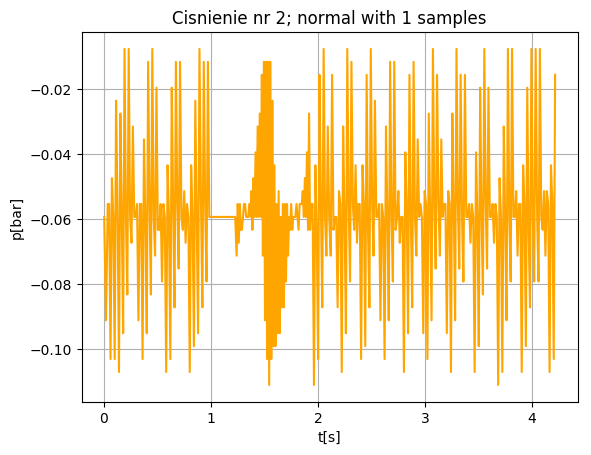 Cisnienie nr 2; normal with 1 samples
p[bar]
−0.02
−0.04
−0.06
−0.08
−0.10
0 1 2 3 4
t[s]